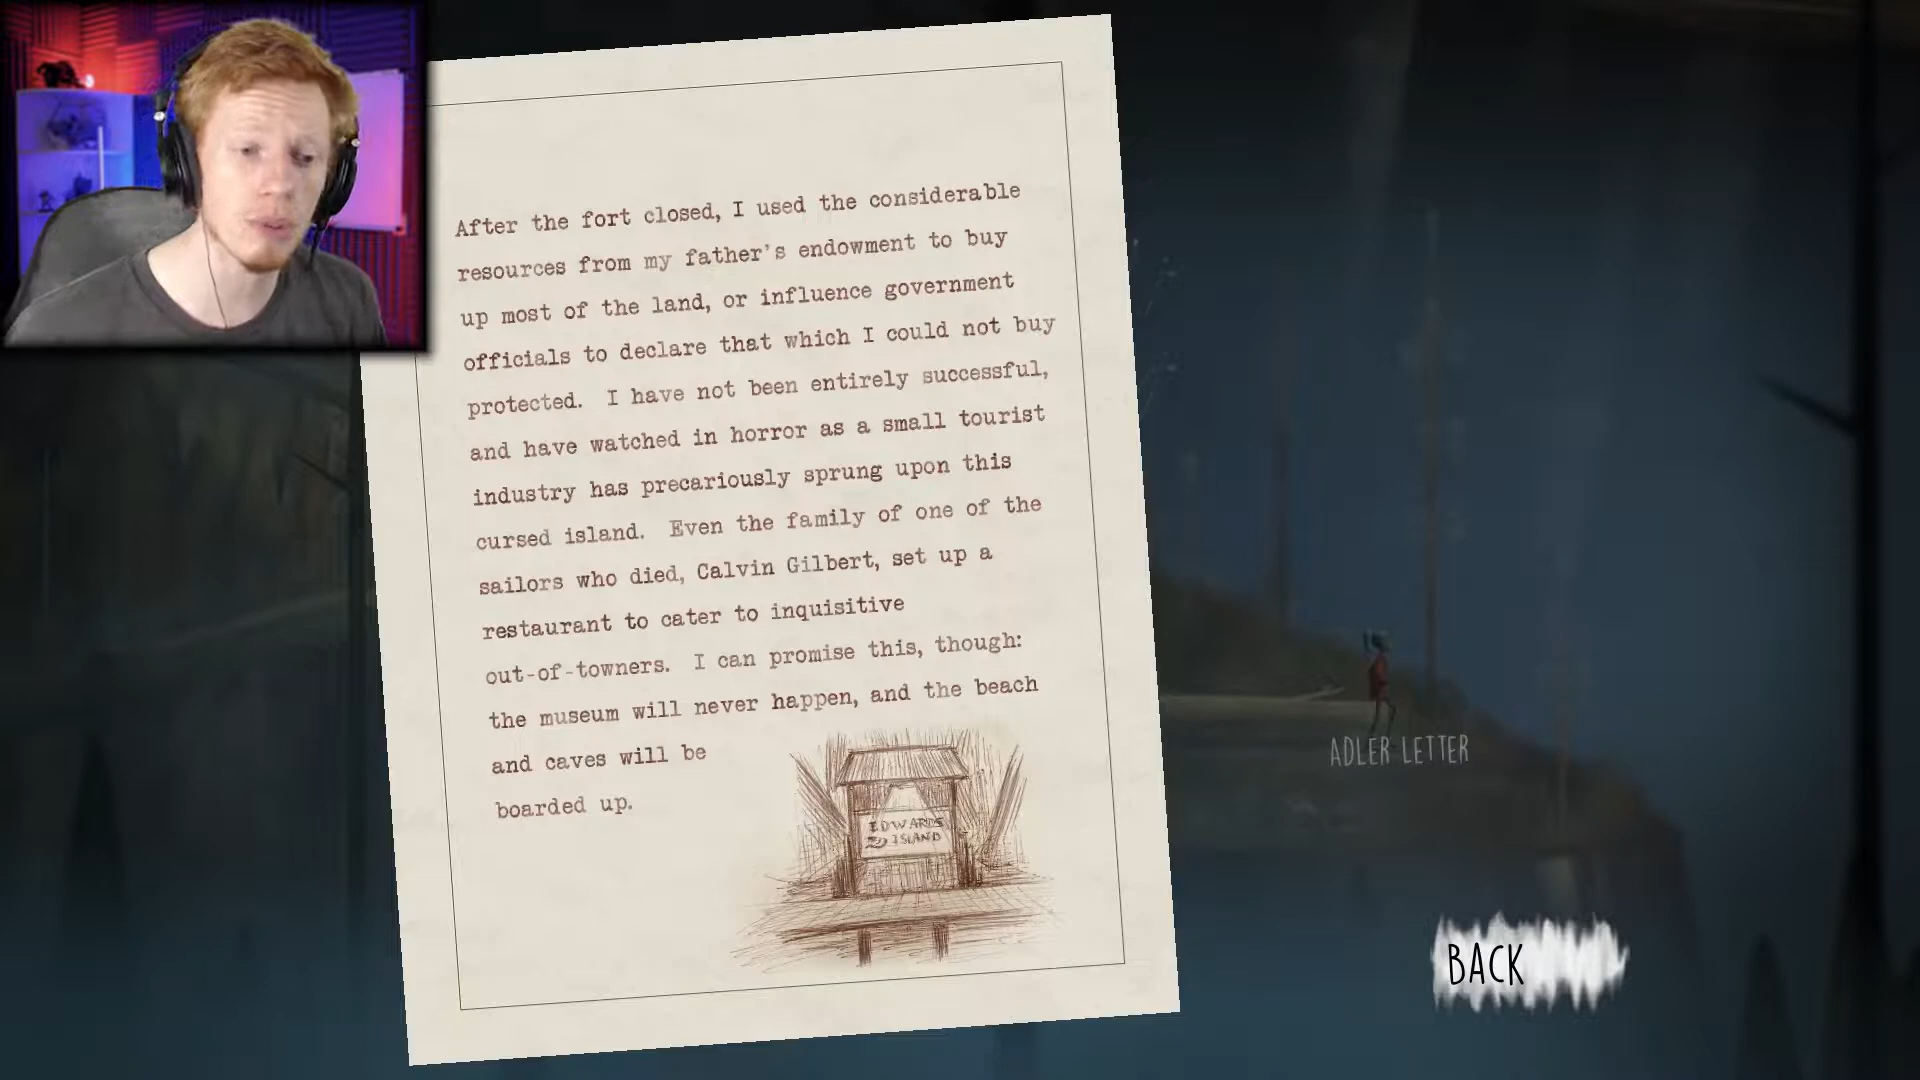 After the fort closed, I used the considerable
resources from my father's endowment to buy
up most of the land, or influence government
officials to declare that which I could not buy
protected. I have not been entirely successful,
and have watched in horror as a small tourist
industry has precariously sprung upon this
cursed island. Even the family of one of the
sailors who died, Calvin Gilbert, set up a
restaurant to cater to inquisitive
out-of-towners. I can promise this, though:
the museum will never happen, and the beach
and caves will be
boarded up.
EDWARDS
ISLAND
ADLER LETTER
BACK